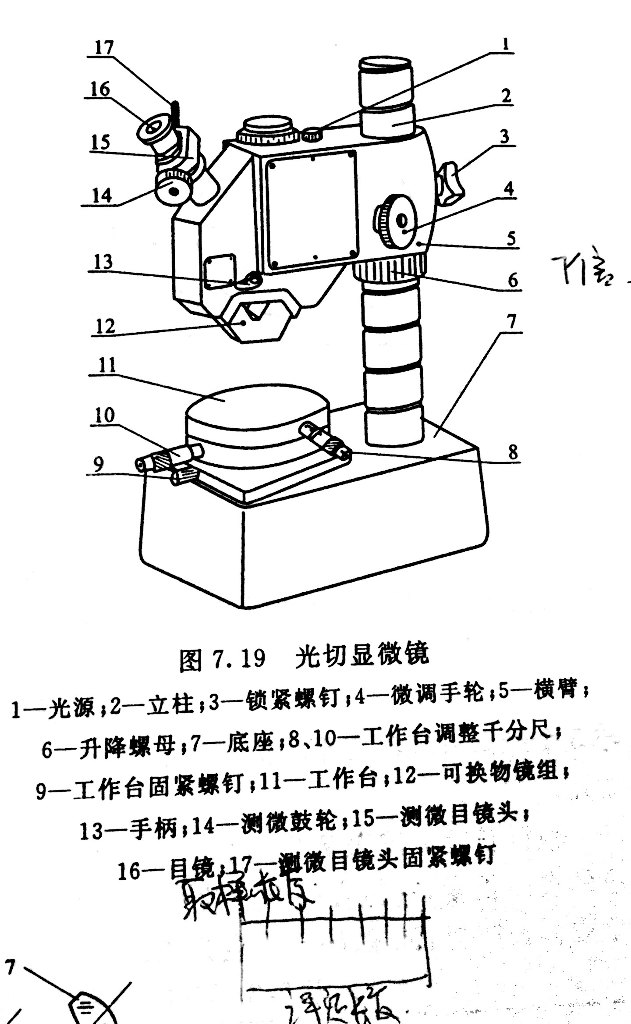 17
1
16
2
15
3
14
4
5
13
6
12
7
11
10
9
8
图 7.19 光切显微镜
1—光源;2—立柱;3—锁紧螺钉;4—微调手轮;5—横臂;
6—升降螺母;7—底座;8、10—工作台调整千分尺;
9—工作台固紧螺钉;11—工作台;12—可换物镜组;
13—手柄;14—测微鼓轮;15—测微目镜头;
16—目镜;17—测微目镜头固紧螺钉
取样长度
7